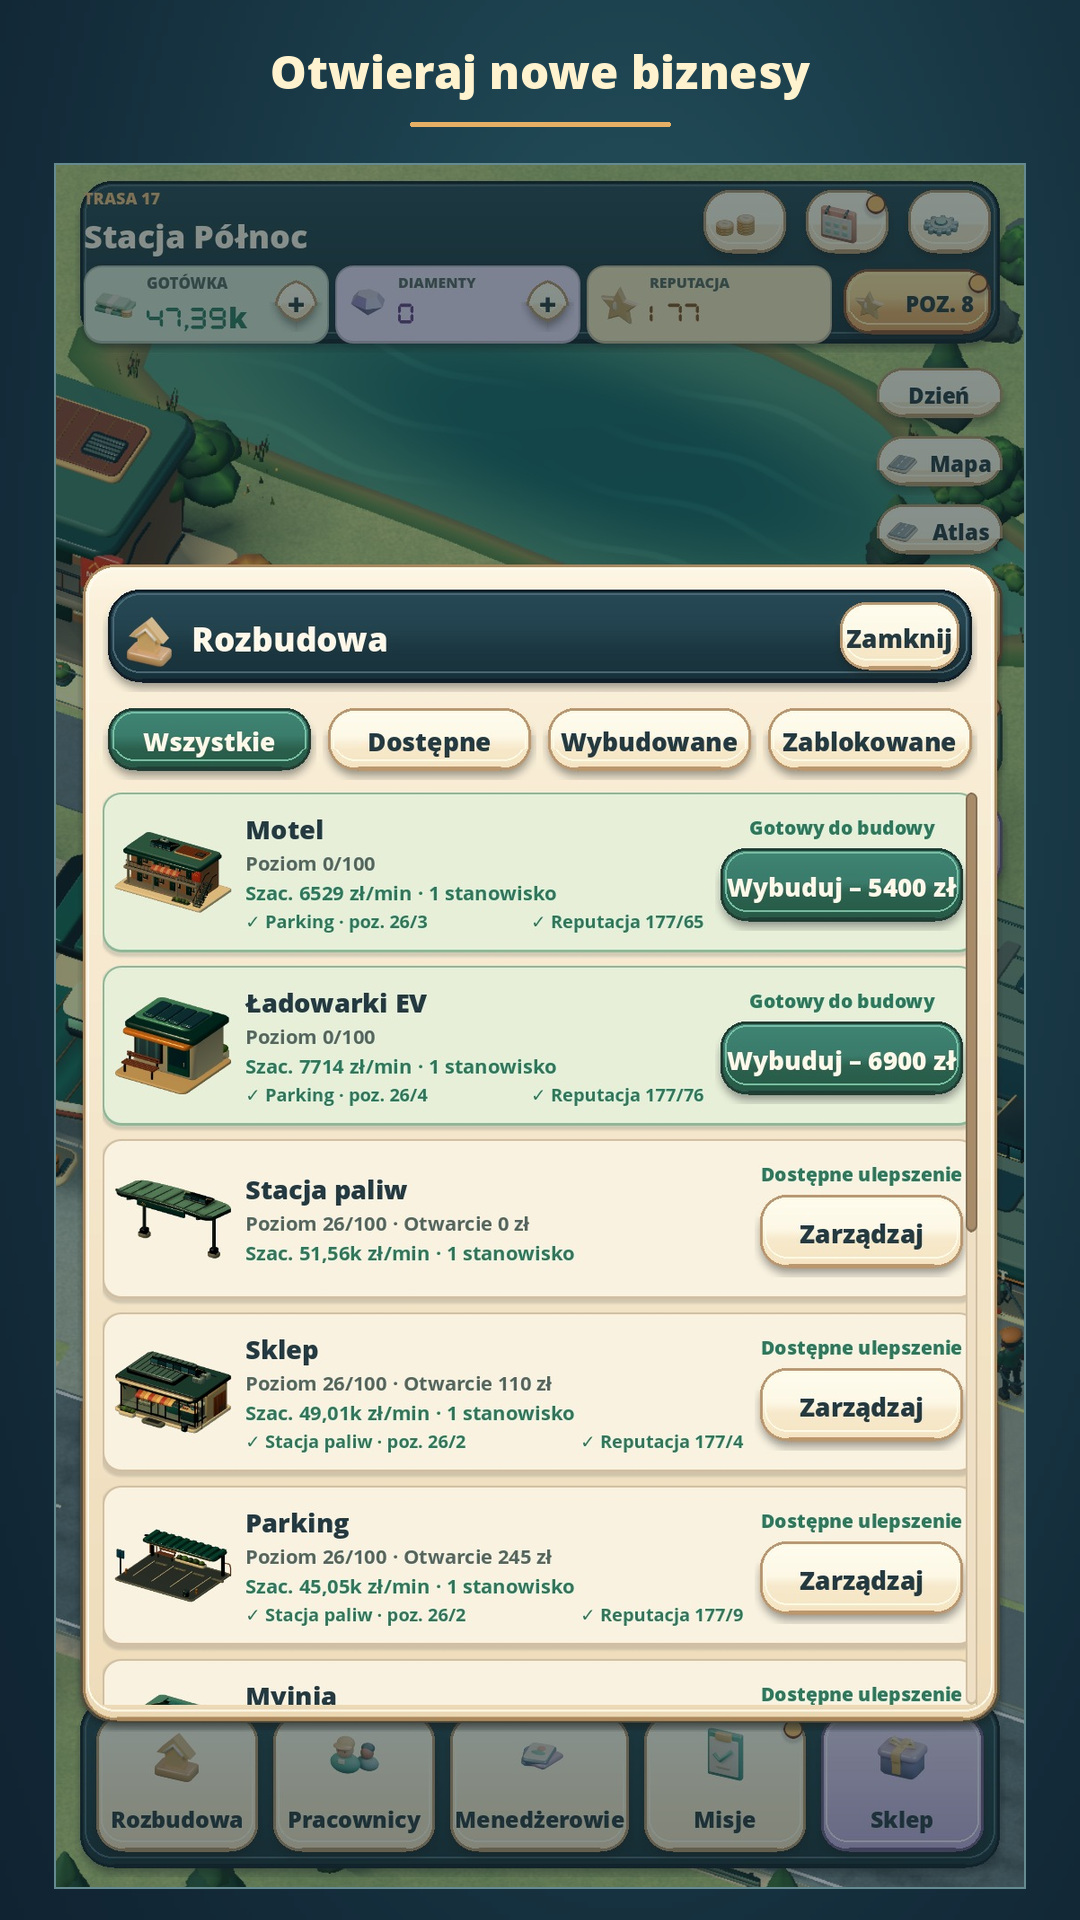 Otwieraj nowe biznesy
TRASA 17
Stacja Północ
GOTÓWKA
47,39k
+
DIAMENTY
0
+
REPUTACJA
177
POZ. 8
Dzień
Mapa
Atlas
Rozbudowa
Zamknij
Wszystkie
Dostępne
Wybudowane
Zablokowane
Motel
Poziom 0/100
Szac. 6529 zł/min · 1 stanowisko
✓ Parking · poz. 26/3
✓ Reputacja 177/65
Gotowy do budowy
Wybuduj – 5400 zł
Ładowarki EV
Poziom 0/100
Szac. 7714 zł/min · 1 stanowisko
✓ Parking · poz. 26/4
✓ Reputacja 177/76
Gotowy do budowy
Wybuduj – 6900 zł
Stacja paliw
Poziom 26/100 · Otwarcie 0 zł
Szac. 51,56k zł/min · 1 stanowisko
Dostępne ulepszenie
Zarządzaj
Sklep
Poziom 26/100 · Otwarcie 110 zł
Szac. 49,01k zł/min · 1 stanowisko
✓ Stacja paliw · poz. 26/2
✓ Reputacja 177/4
Dostępne ulepszenie
Zarządzaj
Parking
Poziom 26/100 · Otwarcie 245 zł
Szac. 45,05k zł/min · 1 stanowisko
✓ Stacja paliw · poz. 26/2
✓ Reputacja 177/9
Dostępne ulepszenie
Zarządzaj
Myjnia
Dostępne ulepszenie
Rozbudowa
Pracownicy
Menedżerowie
Misje
Sklep